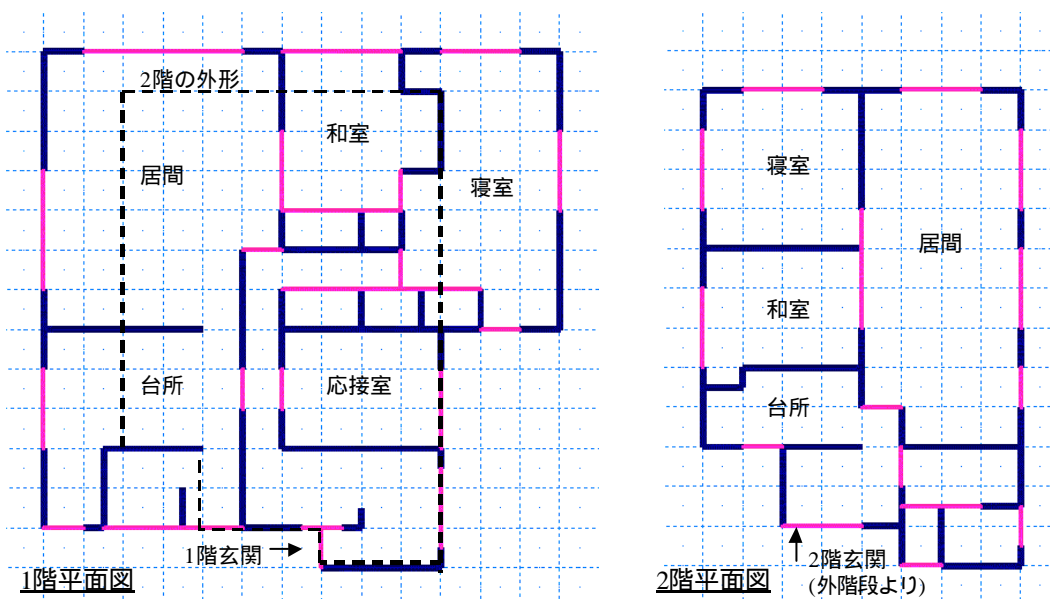 2階の外形
和室
居間
寝室
台所
応接室
1階玄関
1階平面図
寝室
居間
和室
台所
2階玄関
(外階段より)
2階平面図